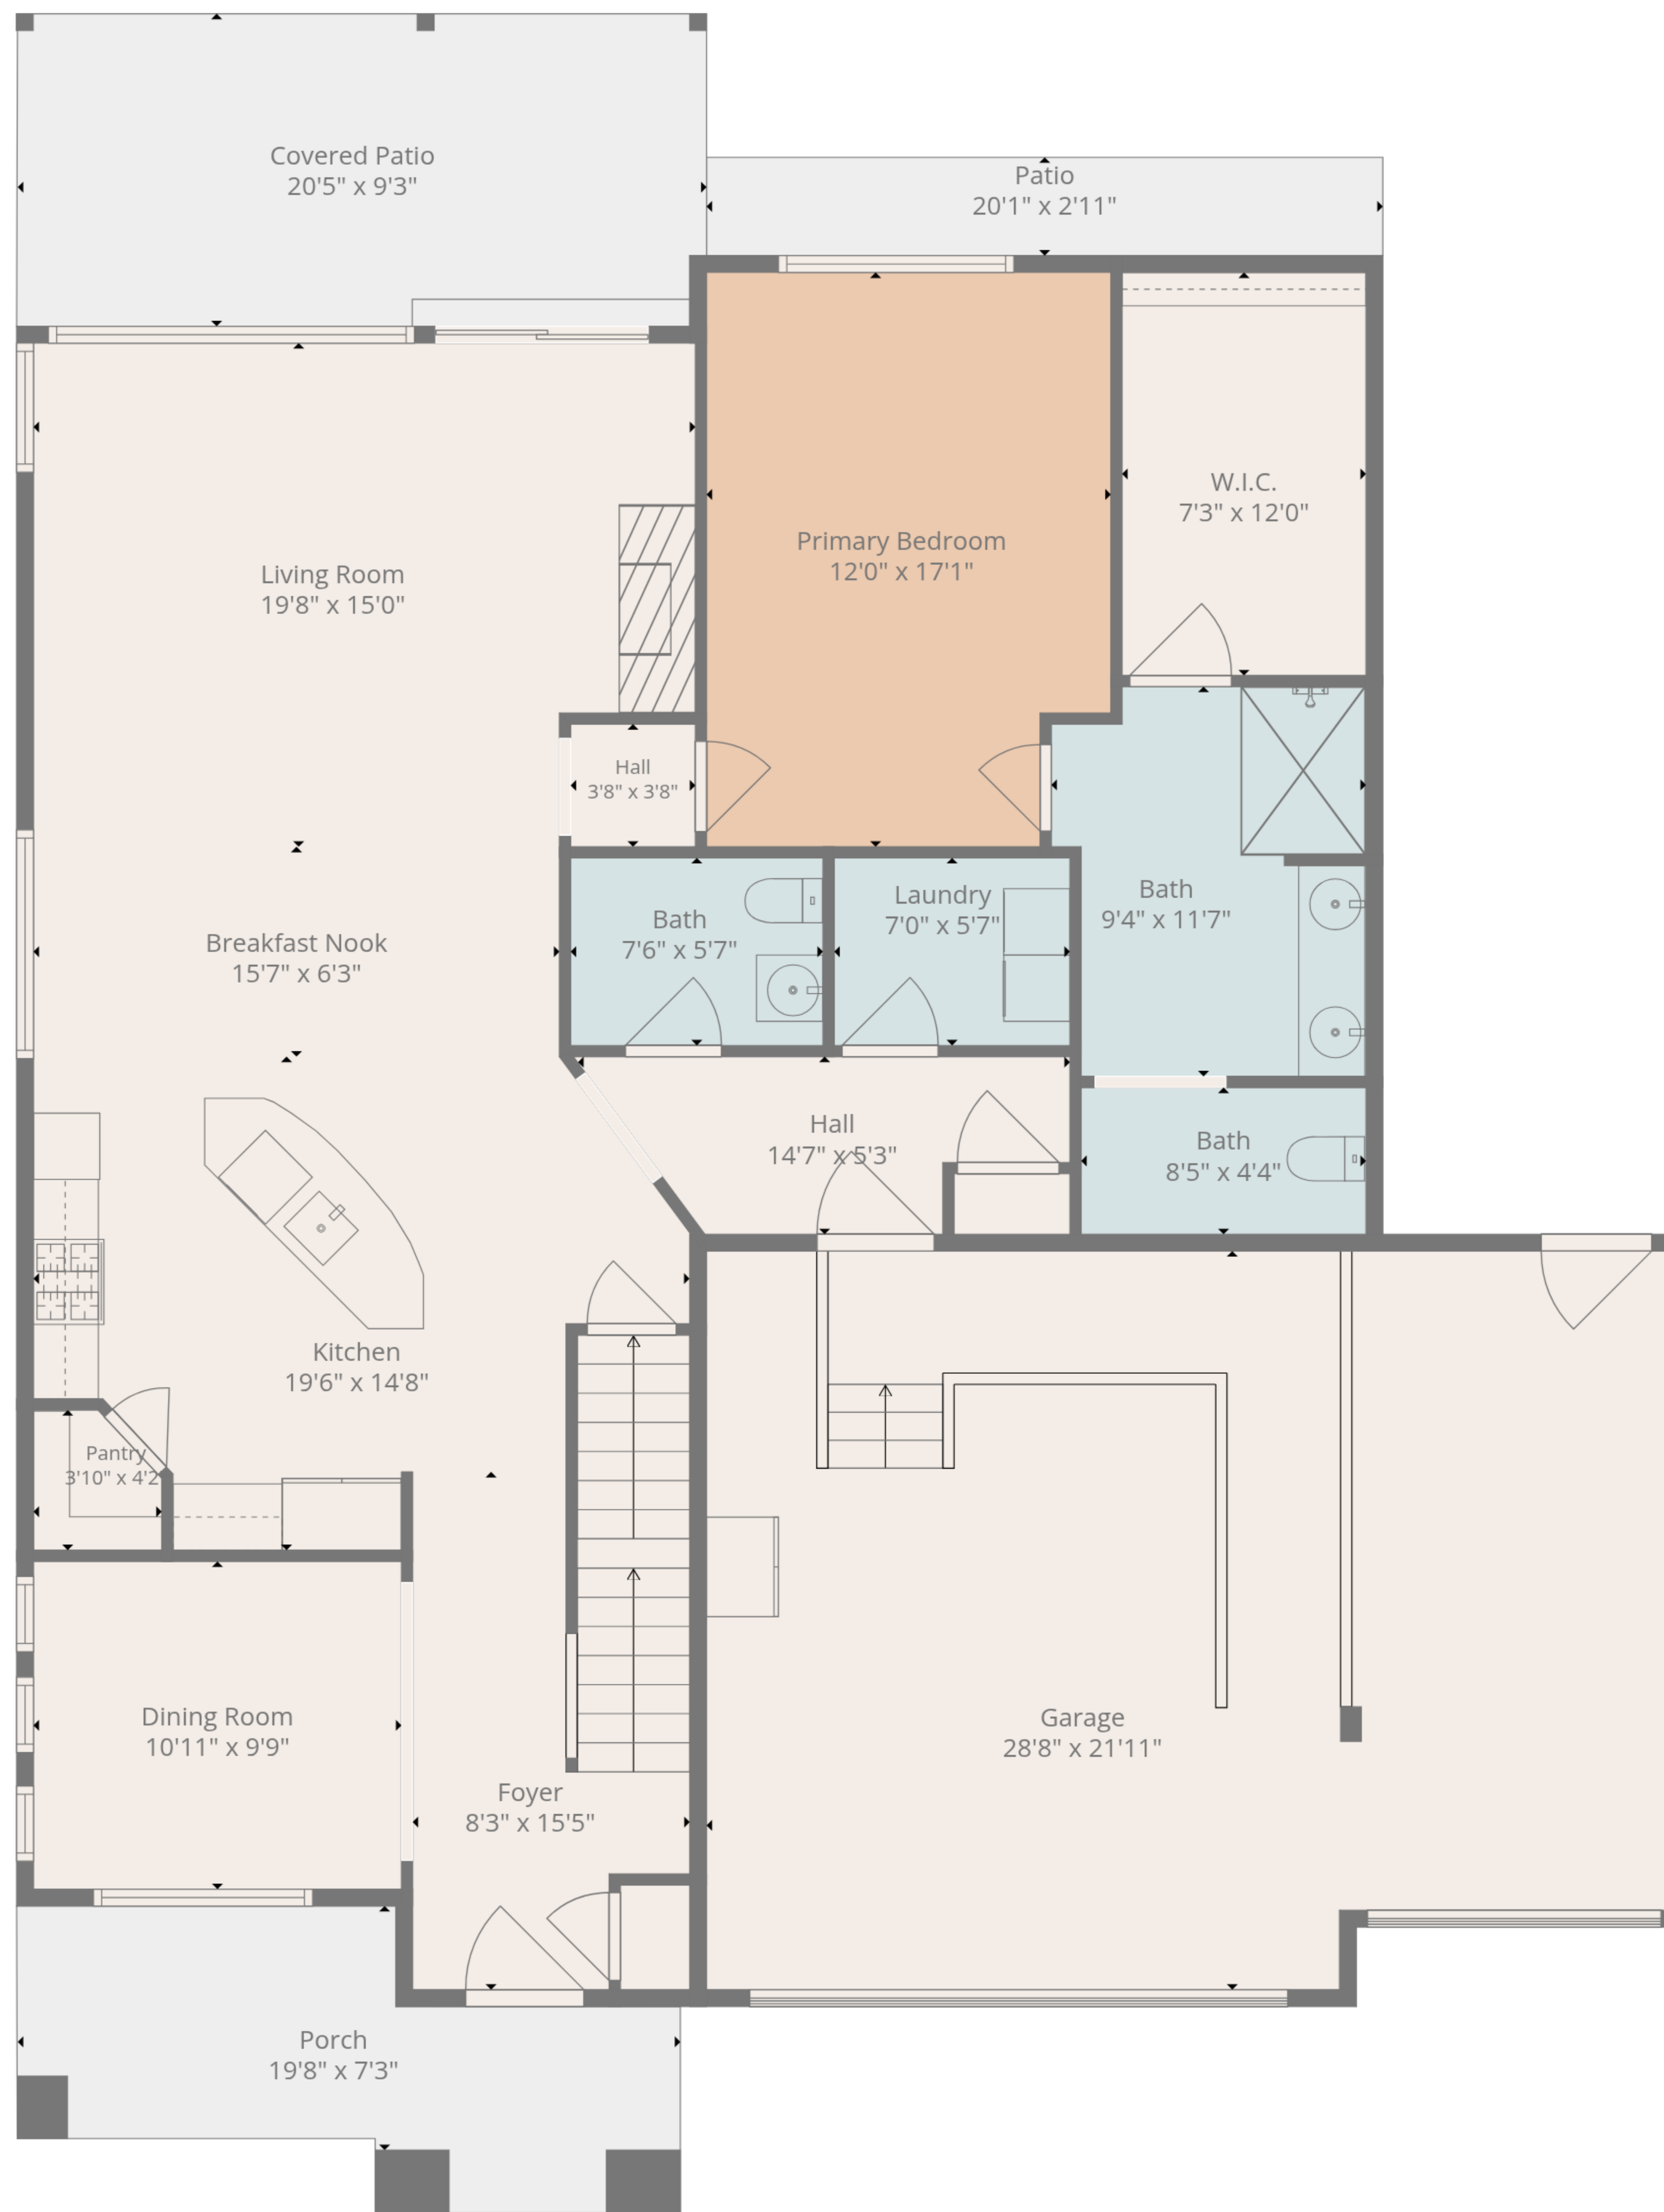 Covered Patio
20'5" x 9'3"
Patio
20'1" x 2'11"
W.I.C.
7'3" x 12'0"
Primary Bedroom
12'0" x 17'1"
Living Room
19'8" x 15'0"
Hall
3'8" x 3'8"
Bath
9'4" x 11'7"
Laundry
7'0" x 5'7"
Bath
7'6" x 5'7"
Breakfast Nook
15'7" x 6'3"
Hall
14'7" x 5'3"
Bath
8'5" x 4'4"
Kitchen
19'6" x 14'8"
Pantry
3'10" x 4'2
Dining Room
10'11" x 9'9"
Garage
28'8" x 21'11"
Foyer
8'3" x 15'5"
Porch
19'8" x 7'3"